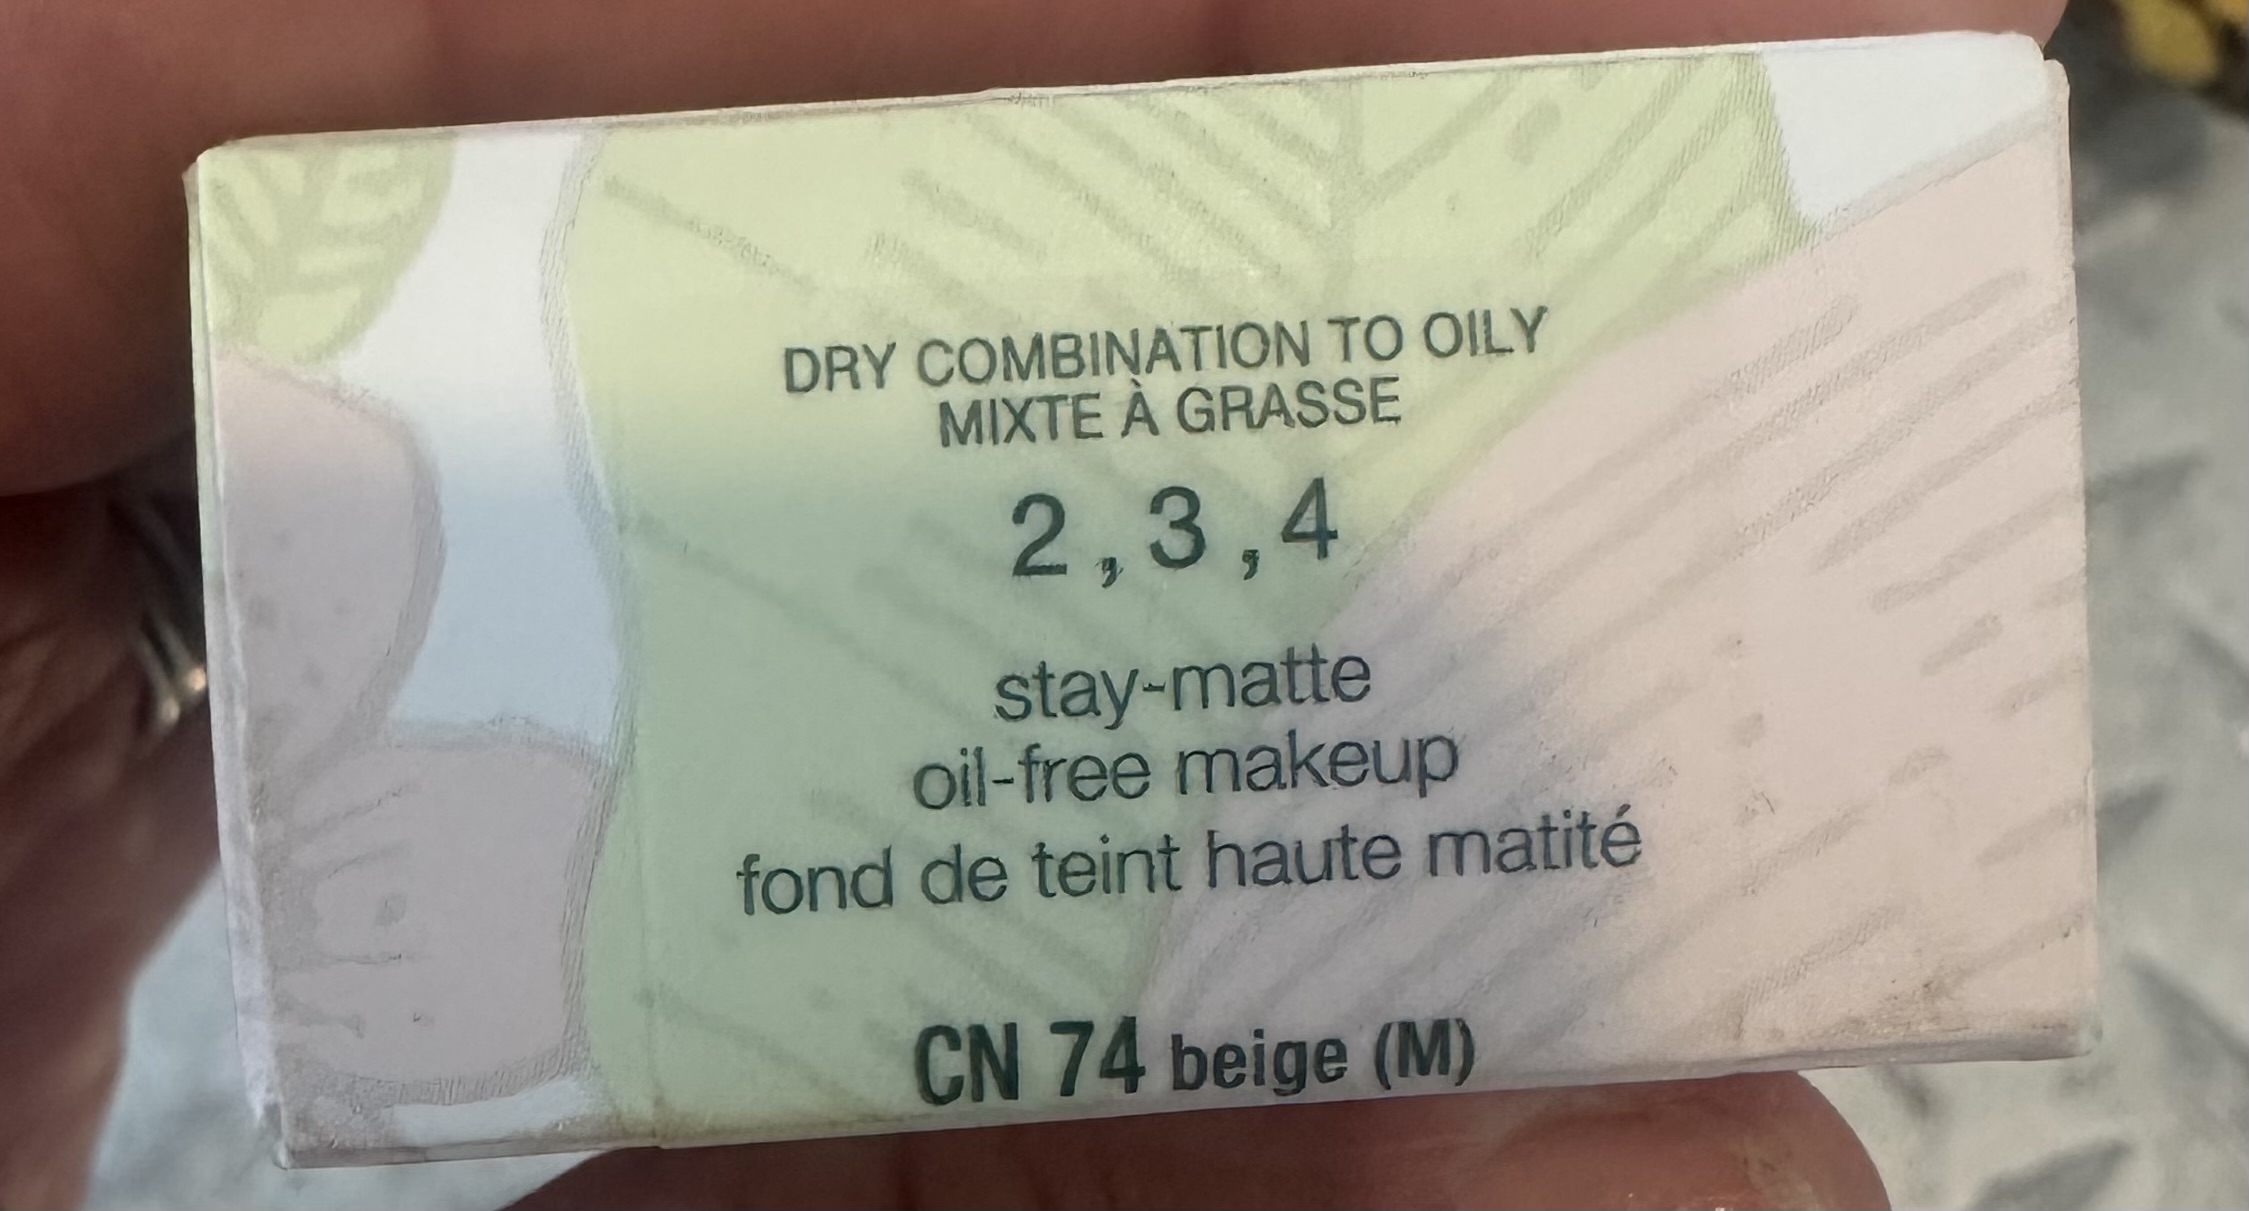 DRY COMBINATION TO OILY
MIXTE À GRASSE
2, 3, 4
stay-matte
oil-free makeup
fond de teint haute matité
CN 74 beige (M)